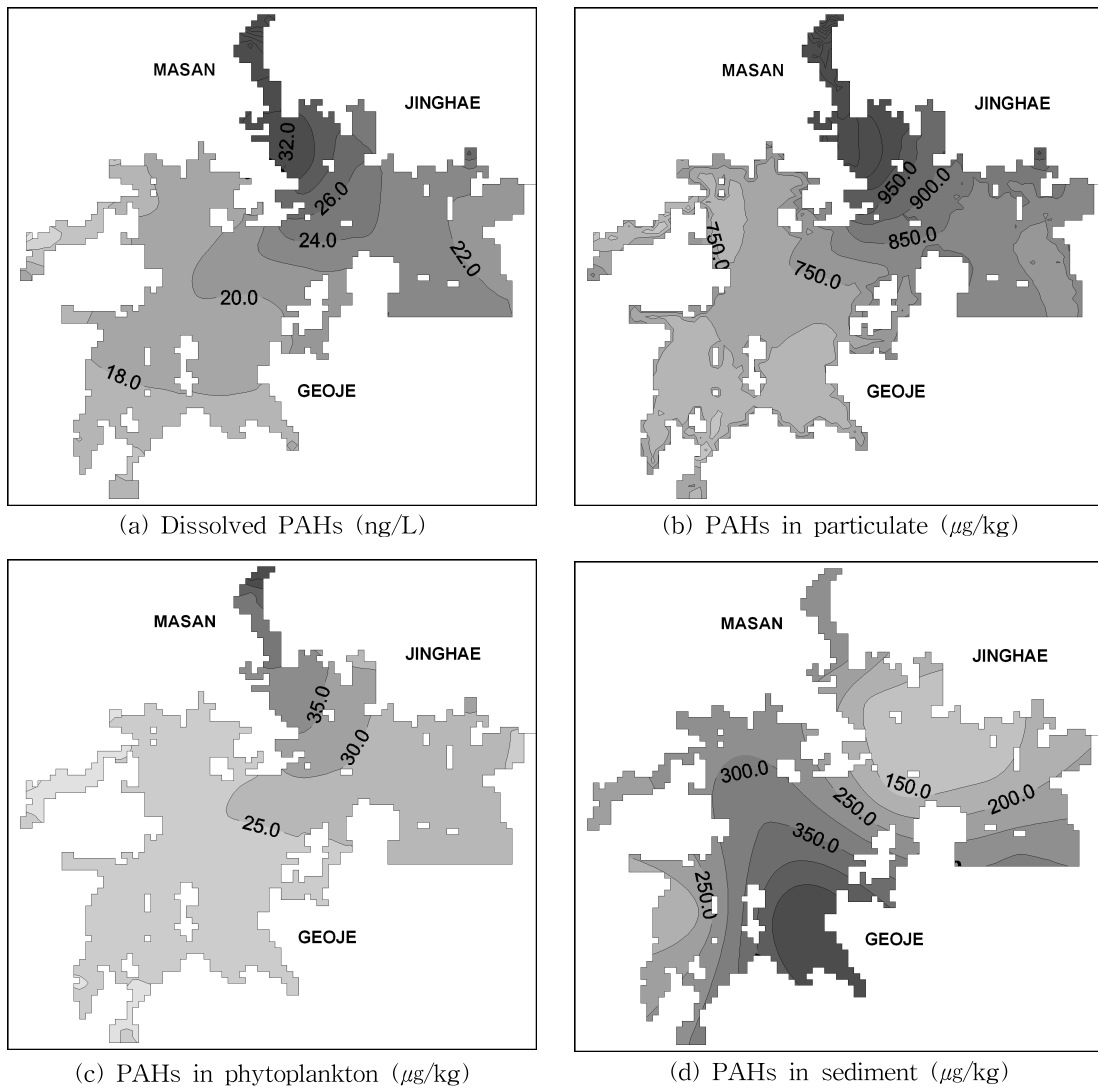 MASAN
JINGHAE
32.0
26.0
24.0
22.0
20.0
18.0
GEOJE
(a) Dissolved PAHs (ng/L)
MASAN
JINGHAE
950.0
900.0
850.0
750.0
750.0
GEOJE
(b) PAHs in particulate (μg/kg)
MASAN
JINGHAE
35.0
30.0
25.0
GEOJE
(c) PAHs in phytoplankton (μg/kg)
MASAN
JINGHAE
300.0
150.0
200.0
250.0
350.0
250.0
GEOJE
(d) PAHs in sediment (μg/kg)